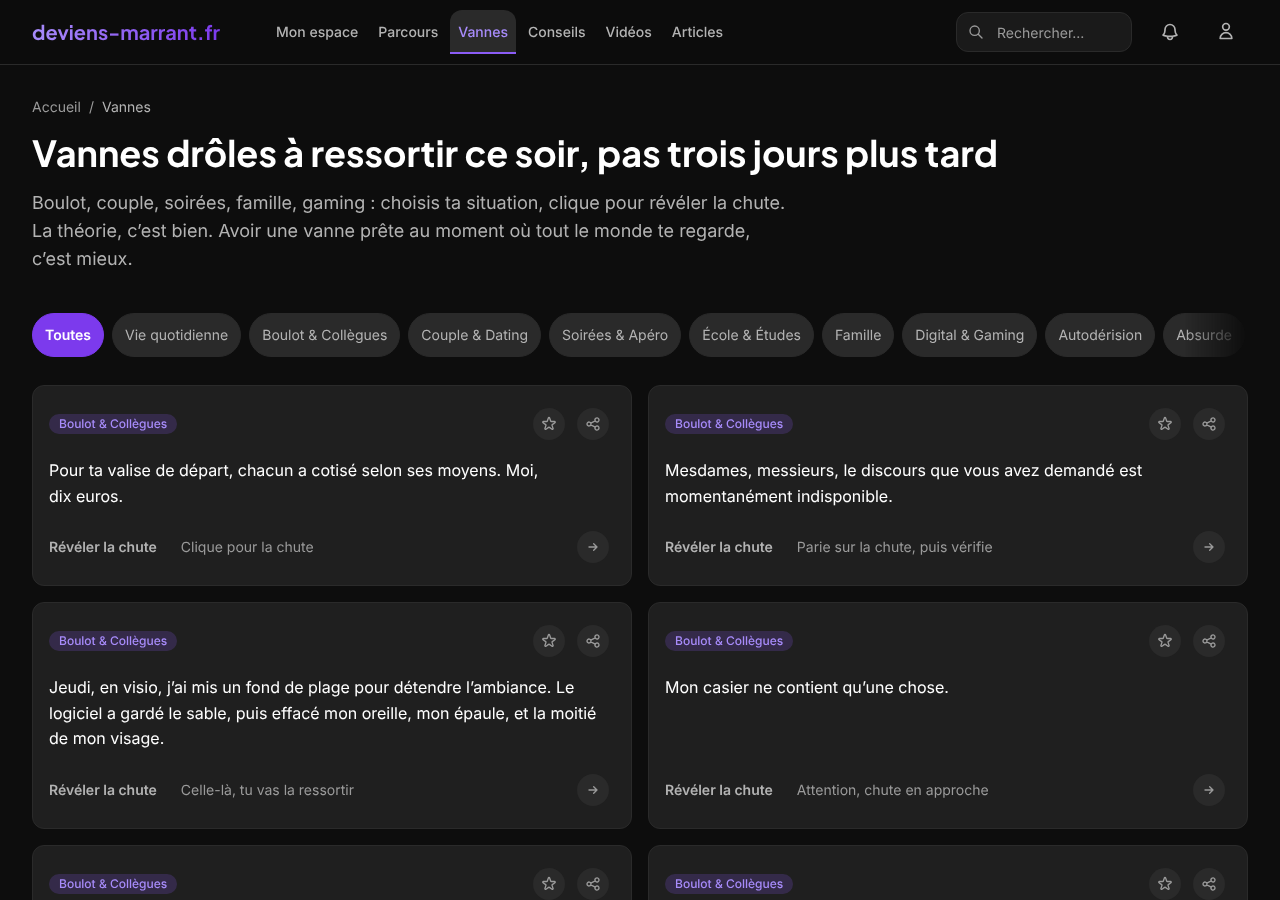 deviens-marrant.fr
Mon espace
Parcours
Vannes
Conseils
Vidéos
Articles
Rechercher...
Accueil / Vannes
Vannes drôles à ressortir ce soir, pas trois jours plus tard
Boulot, couple, soirées, famille, gaming : choisis ta situation, clique pour révéler la chute.
La théorie, c’est bien. Avoir une vanne prête au moment où tout le monde te regarde,
c’est mieux.
Toutes
Vie quotidienne
Boulot & Collègues
Couple & Dating
Soirées & Apéro
École & Études
Famille
Digital & Gaming
Autodérision
Absurde
Boulot & Collègues
Pour ta valise de départ, chacun a cotisé selon ses moyens. Moi,
dix euros.
Révéler la chute
Clique pour la chute
Boulot & Collègues
Mesdames, messieurs, le discours que vous avez demandé est
momentanément indisponible.
Révéler la chute
Parie sur la chute, puis vérifie
Boulot & Collègues
Jeudi, en visio, j’ai mis un fond de plage pour détendre l’ambiance. Le
logiciel a gardé le sable, puis effacé mon oreille, mon épaule, et la moitié
de mon visage.
Révéler la chute
Celle-là, tu vas la ressortir
Boulot & Collègues
Mon casier ne contient qu’une chose.
Révéler la chute
Attention, chute en approche
Boulot & Collègues
Boulot & Collègues